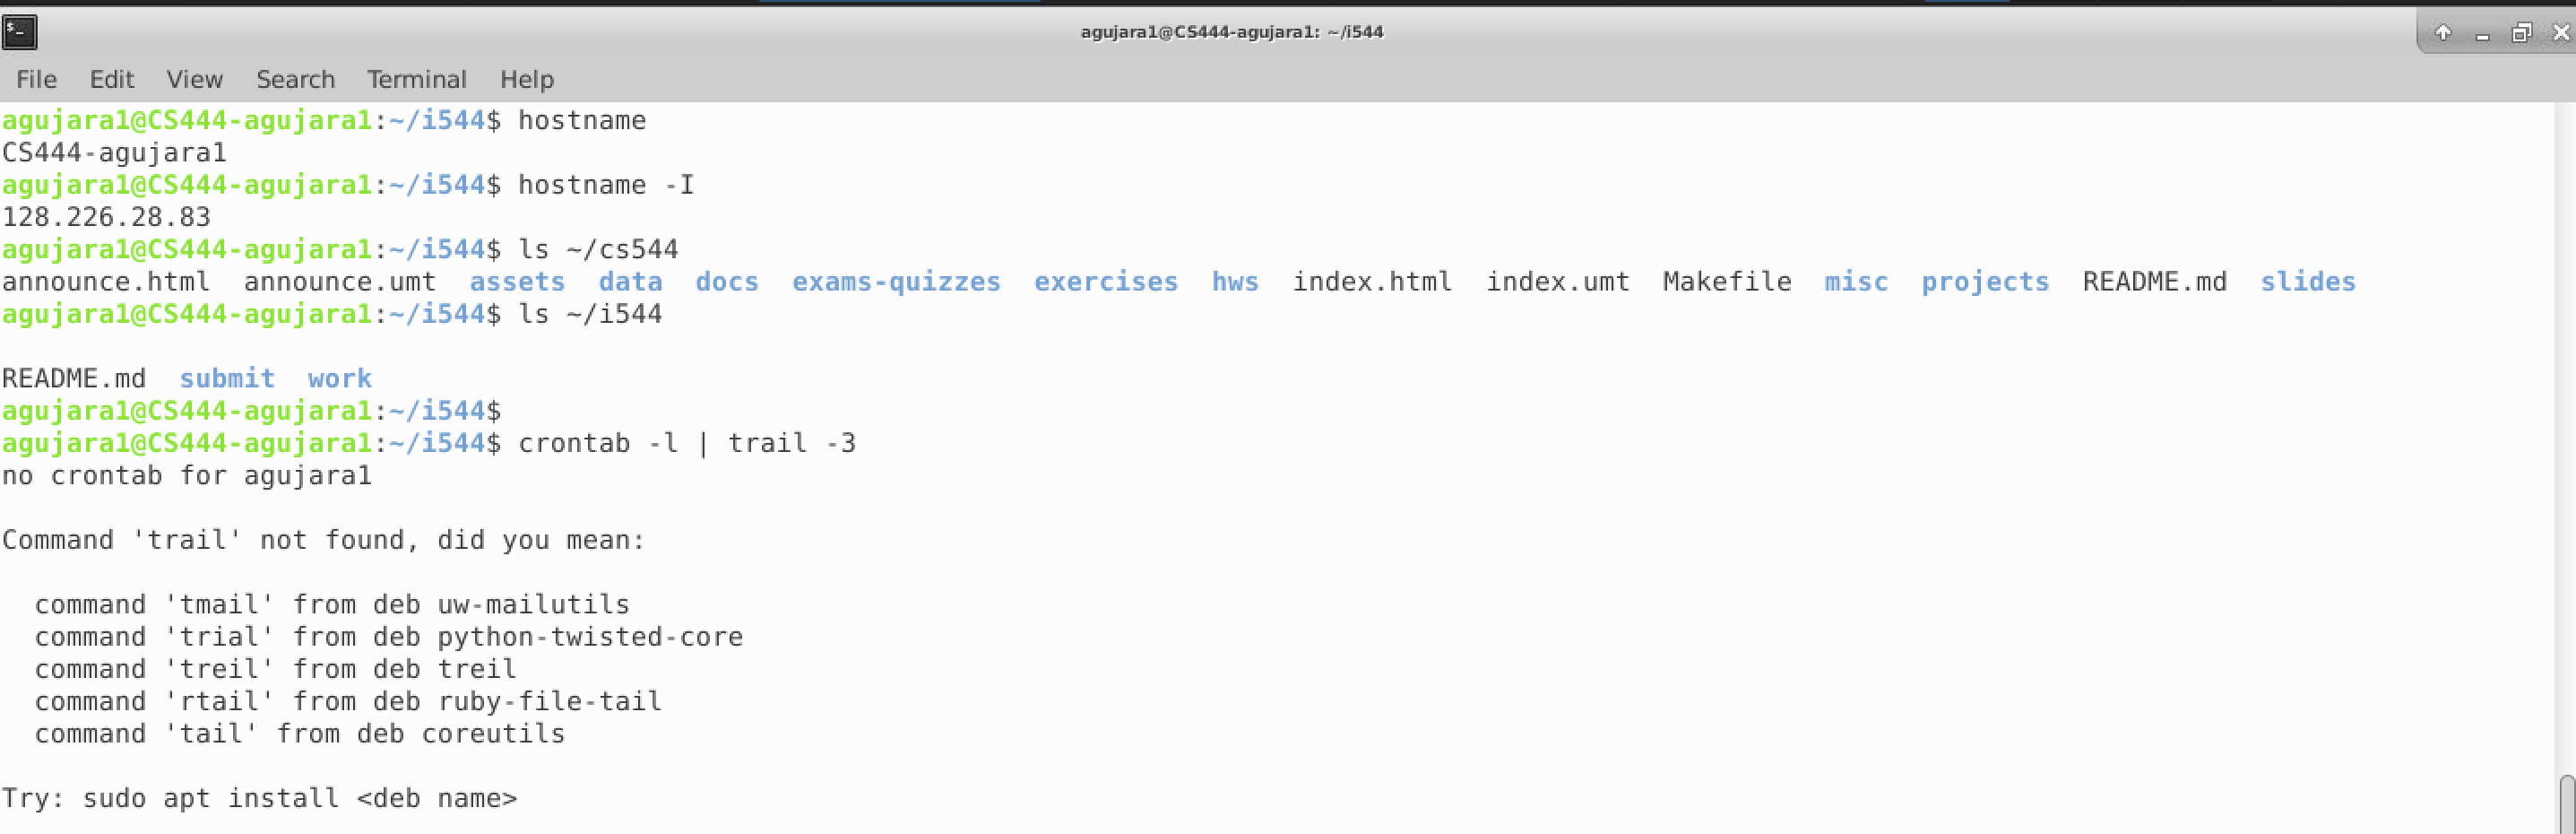 agujara1@CS444-agujara1: ~/i544
File Edit View Search Terminal Help
agujara1@CS444-agujara1:~/i544$ hostname
CS444-agujara1
agujara1@CS444-agujara1:~/i544$ hostname -I
128.226.28.83
agujara1@CS444-agujara1:~/i544$ ls ~/cs544
announce.html announce.umt assets data docs exams-quizzes exercises hws index.html index.umt Makefile misc projects README.md slides
agujara1@CS444-agujara1:~/i544$ ls ~/i544
README.md submit work
agujara1@CS444-agujara1:~/i544$
agujara1@CS444-agujara1:~/i544$ crontab -l | trail -3
no crontab for agujara1
Command 'trail' not found, did you mean:
command 'tmail' from deb uw-mailutils
command 'trial' from deb python-twisted-core
command 'treil' from deb treil
command 'rtail' from deb ruby-file-tail
command 'tail' from deb coreutils
Try: sudo apt install <deb name>